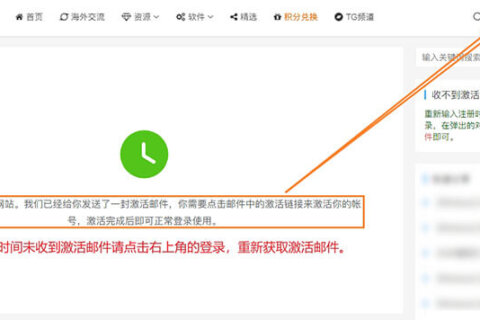 首页 海外交流 资源 软件 精选 积分兑换 TG频道
输入关键词搜索
收不到激活
重新输入注册时
录，在弹出的对
件即可。
网站。我们已经给你发送了一封激活邮件，你需要点击邮件中的激活链接来激活你的帐
号，激活完成后即可正常登录使用。
时间未收到激活邮件请点击右上角的登录，重新获取激活邮件。